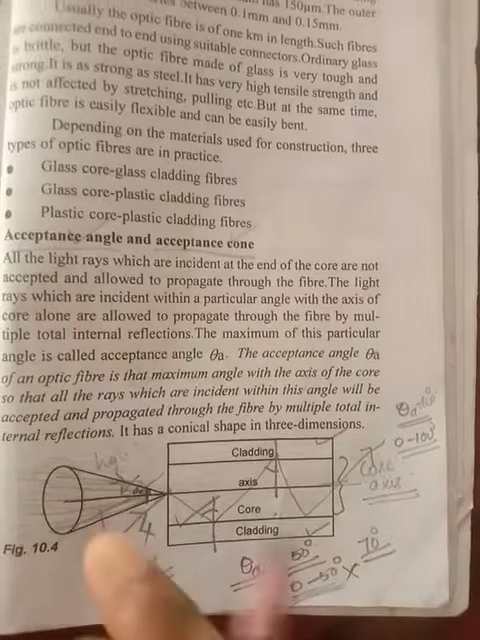 has 150µm.The outer
between 0.1mm and 0.15mm.
Usually the optic fibre is of one km in length.Such fibres
are connected end to end using suitable connectors.Ordinary glass
is brittle, but the optic fibre made of glass is very tough and
strong.It is as strong as steel.It has very high tensile strength and
is not affected by stretching, pulling etc.But at the same time,
optic fibre is easily flexible and can be easily bent.
Depending on the materials used for construction, three
types of optic fibres are in practice.
• Glass core-glass cladding fibres
• Glass core-plastic cladding fibres
• Plastic core-plastic cladding fibres
Acceptance angle and acceptance cone
All the light rays which are incident at the end of the core are not
accepted and allowed to propagate through the fibre.The light
rays which are incident within a particular angle with the axis of
core alone are allowed to propagate through the fibre by mul-
tiple total internal reflections.The maximum of this particular
angle is called acceptance angle θa. The acceptance angle θa
of an optic fibre is that maximum angle with the axis of the core
so that all the rays which are incident within this angle will be
accepted and propagated through the fibre by multiple total in-
ternal reflections. It has a conical shape in three-dimensions.
Cladding
axis
Core
Cladding
Fig. 10.4
core
axis
θa 50°
0-50° x
70°